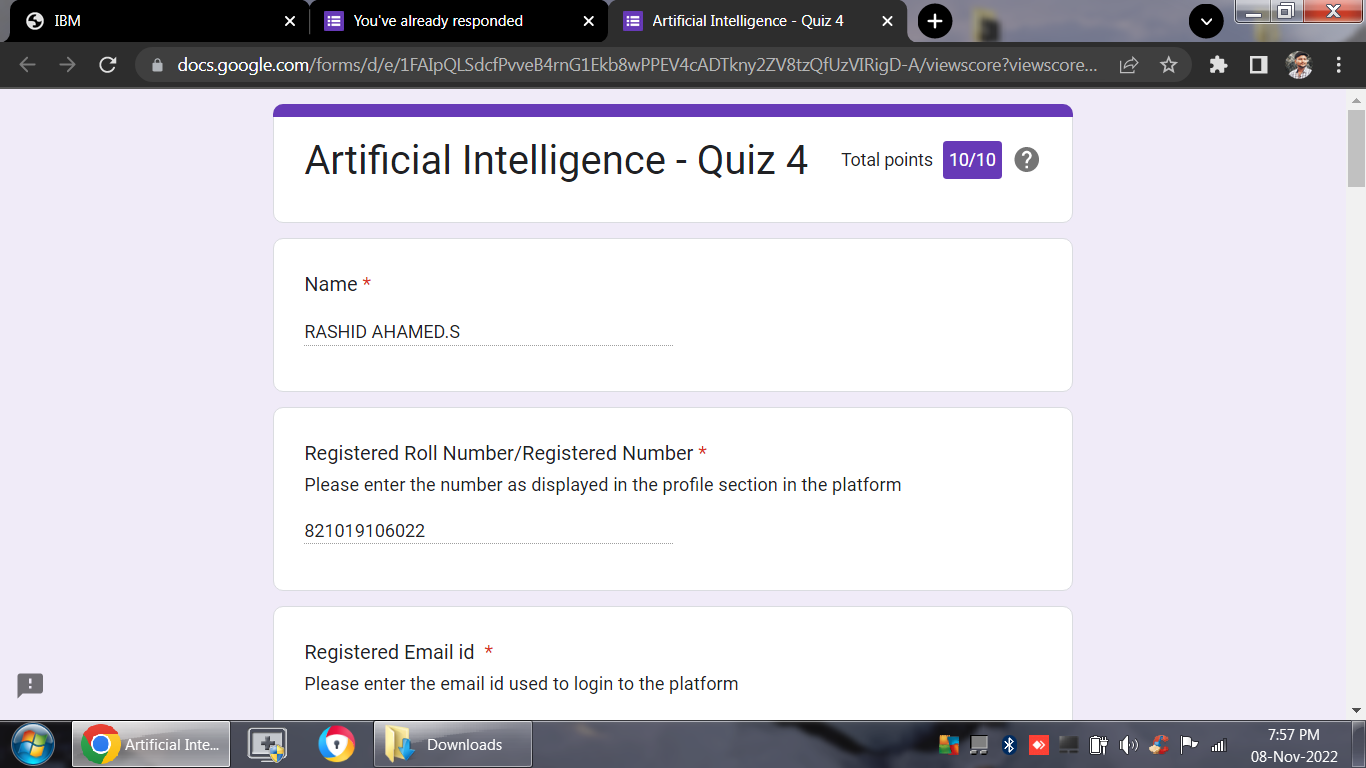 IBM
You've already responded
Artificial Intelligence - Quiz 4
docs.google.com/forms/d/e/1FAIpQLSdcfPvveB4rnG1Ekb8wPPEV4cADTkny2ZV8tzQfUzVIRigD-A/viewscore?viewscore...
Artificial Intelligence - Quiz 4
Total points 10/10
Name *
RASHID AHAMED.S
Registered Roll Number/Registered Number *
Please enter the number as displayed in the profile section in the platform
821019106022
Registered Email id *
Please enter the email id used to login to the platform
Artificial Inte...
Downloads
7:57 PM
08-Nov-2022